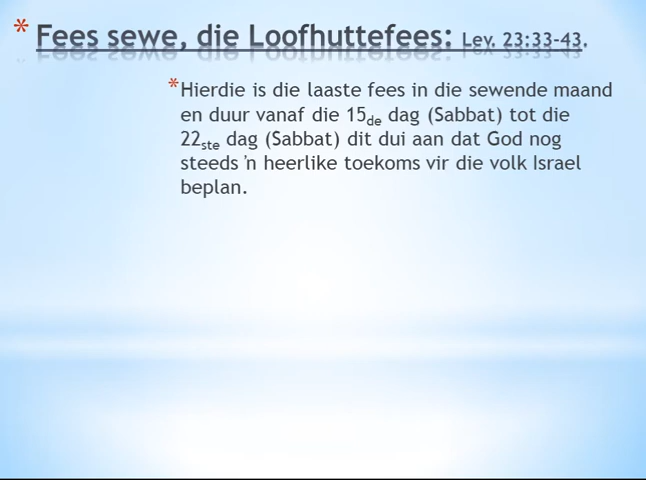 * Fees sewe, die Loofhuttefees: Lev. 23:33-43.
* Hierdie is die laaste fees in die sewende maand
en duur vanaf die 15de dag (Sabbat) tot die
22ste dag (Sabbat) dit dui aan dat God nog
steeds 'n heerlike toekoms vir die volk Israel
beplan.